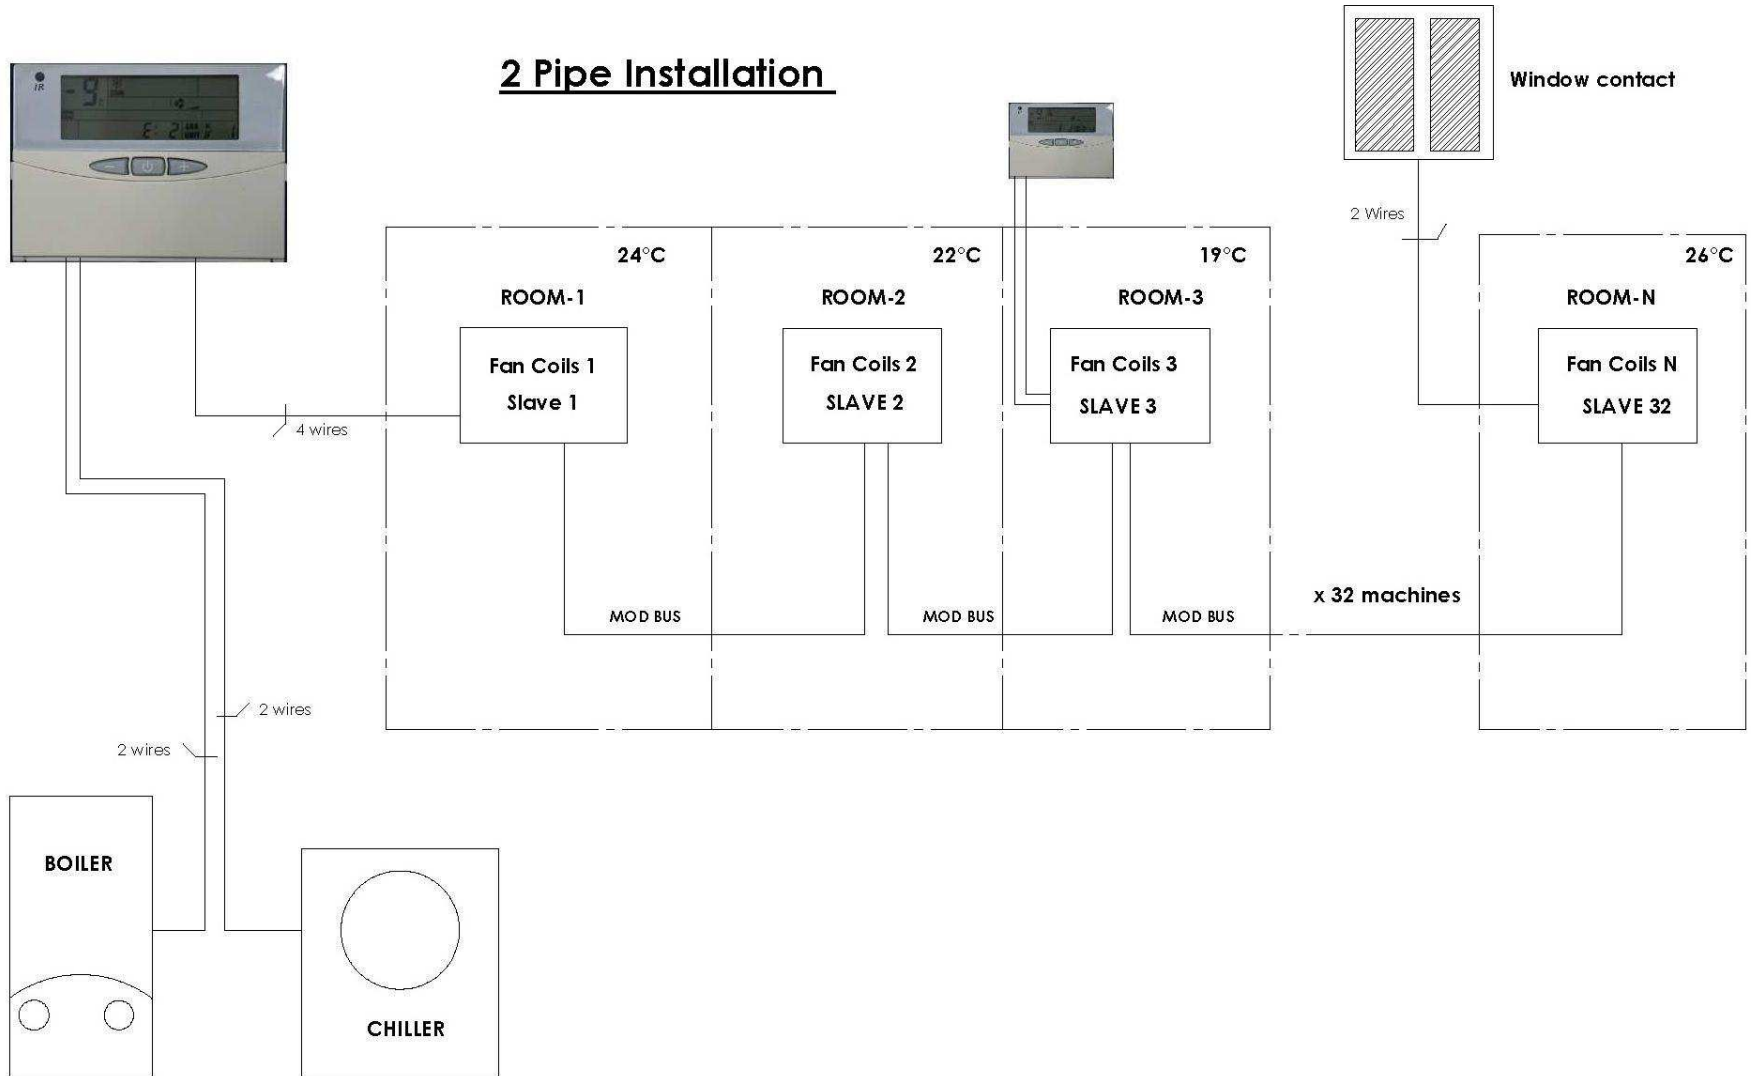 2 Pipe Installation
IR
Window contact
2 Wires
24°C
22°C
19°C
26°C
ROOM-1
ROOM-2
ROOM-3
ROOM-N
Fan Coils 1
Slave 1
Fan Coils 2
SLAVE 2
Fan Coils 3
SLAVE 3
Fan Coils N
SLAVE 32
4 wires
MOD BUS
MOD BUS
MOD BUS
x 32 machines
2 wires
2 wires
BOILER
CHILLER